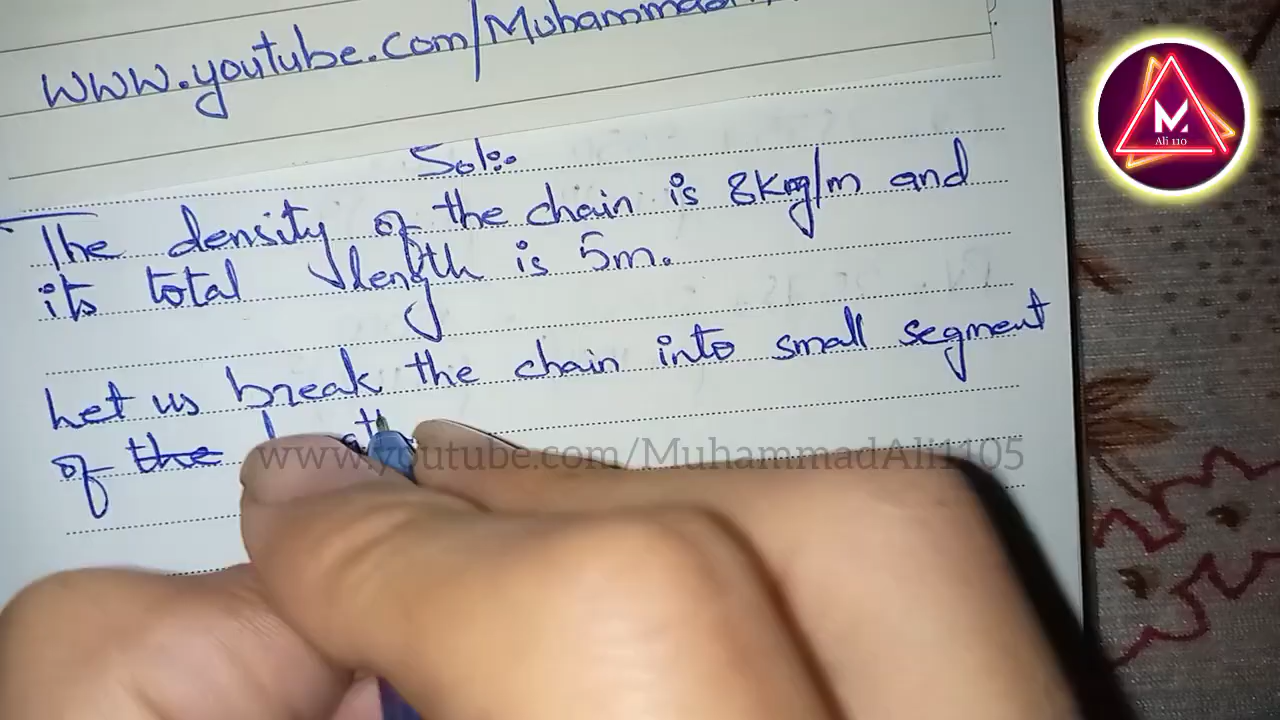 www.youtube.com/Muhammad
Sol:-
The density of the chain is 8Kg/m and
its total length is 5m.
Let us break the chain into small segment
of the
www.youtube.com/MuhammadAli1105
M
Ali 110